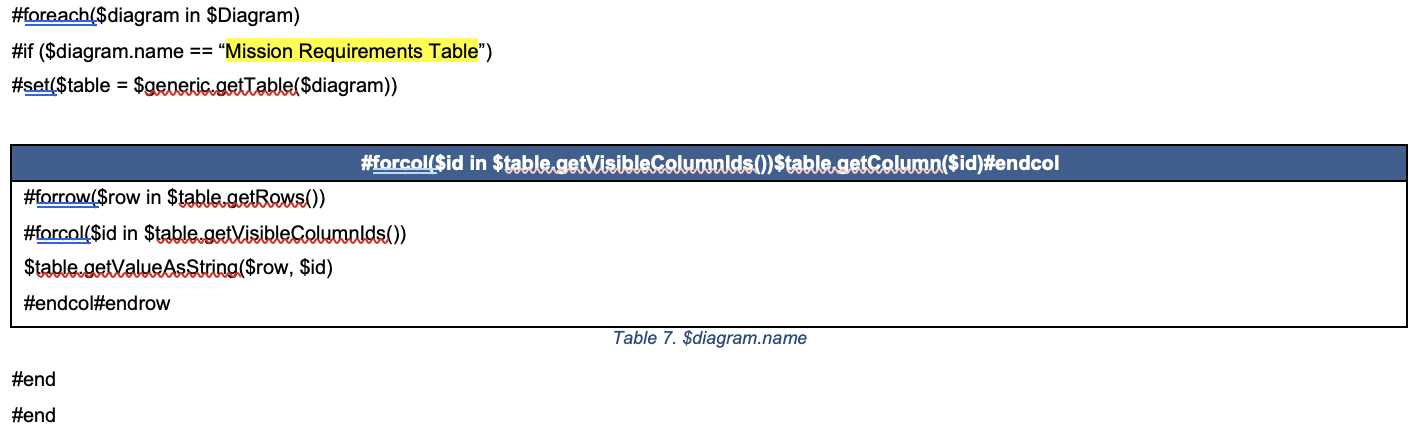 #foreach($diagram in $Diagram)
#if ($diagram.name == “Mission Requirements Table”)
#set($table = $generic.getTable($diagram))
#forcol($id in $table.getVisibleColumnIds())$table.getColumn($id)#endcol
#forrow($row in $table.getRows())
#forcol($id in $table.getVisibleColumnIds())
$table.getValueAsString($row, $id)
#endcol#endrow
Table 7. $diagram.name
#end
#end